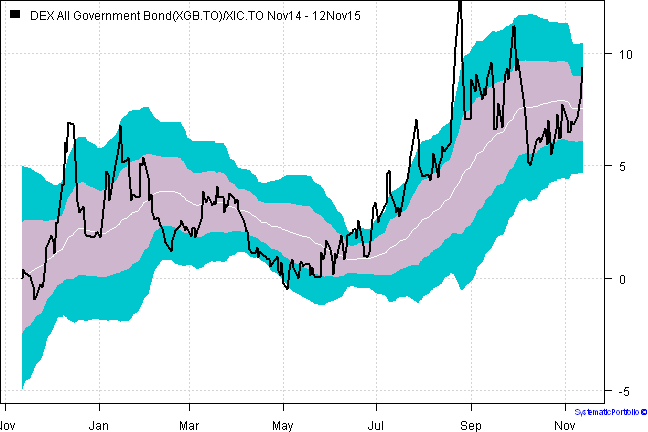 DEX All Government Bond(XGB.TO)/XIC.TO Nov14 - 12Nov15
10
5
0
-5
Nov Jan Mar May Jul Sep Nov
SystematicPortfolio ©